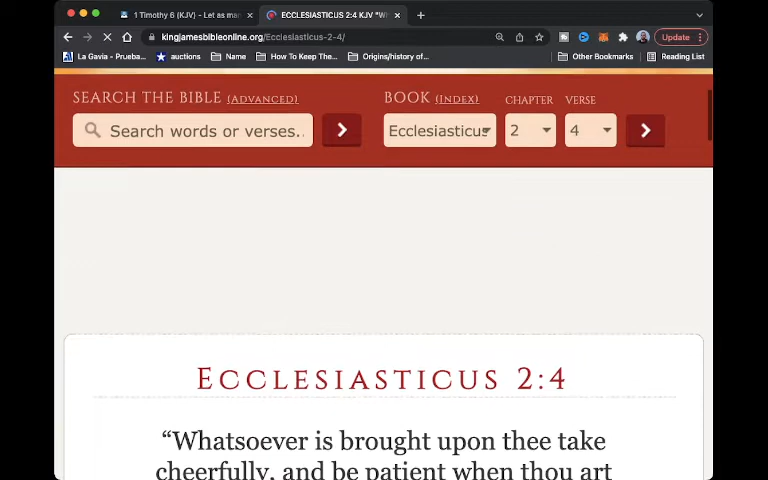 1 Timothy 6 (KJV) - Let as mar
ECCLESIASTICUS 2:4 KJV "W
kingjamesbibleonline.org/Ecclesiasticus-2-4/
Update
La Gavia - Prueba...
auctions
Name
How To Keep The...
Origins/history of...
Other Bookmarks
Reading List
SEARCH THE BIBLE (ADVANCED)
BOOK (INDEX)
CHAPTER
VERSE
Search words or verses..
Ecclesiasticus
2
4
ECCLESIASTICUS 2:4
“Whatsoever is brought upon thee take
cheerfully, and be patient when thou art